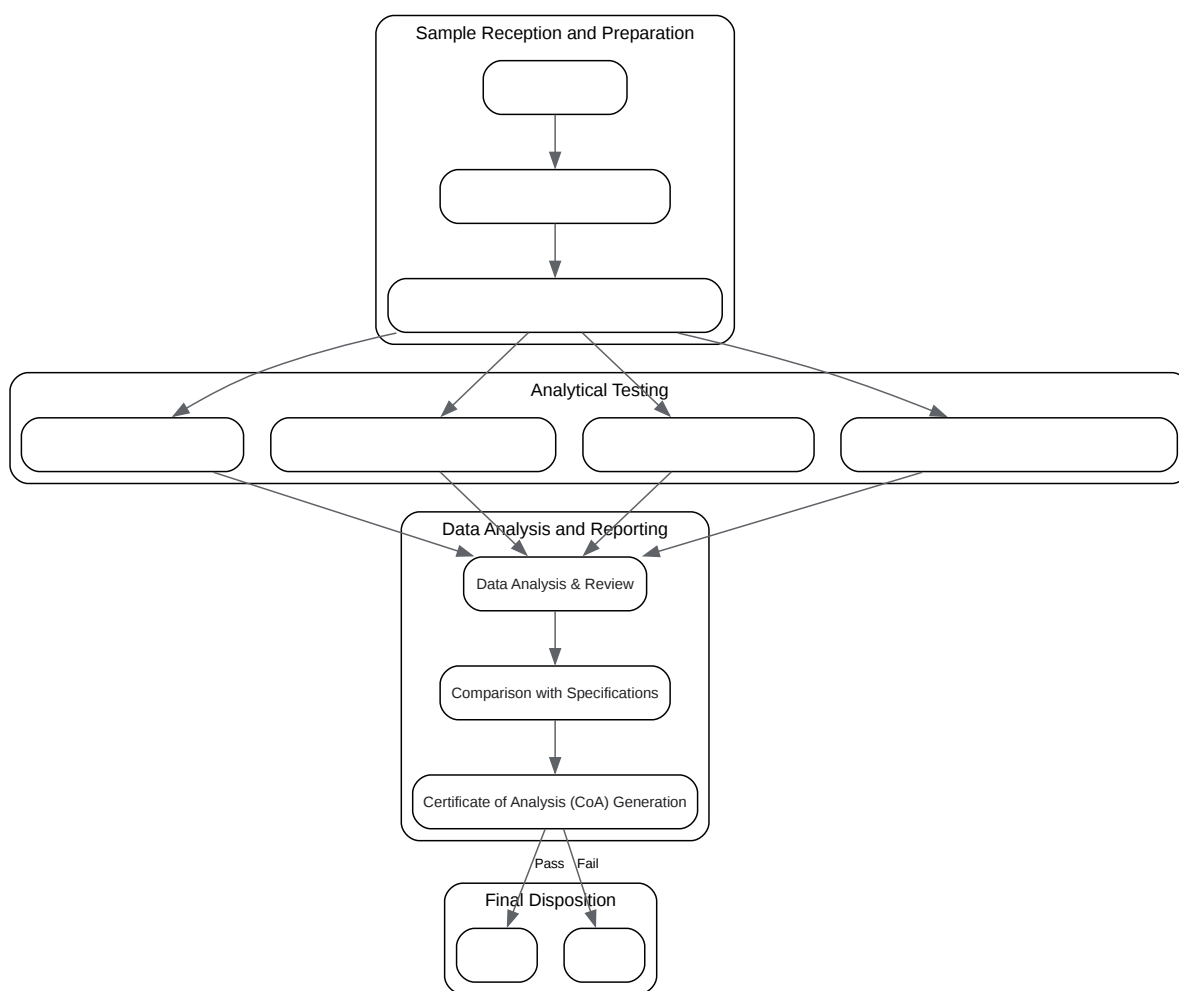 Sample Reception and Preparation
Analytical Testing
Data Analysis and Reporting
Data Analysis & Review
Comparison with Specifications
Certificate of Analysis (CoA) Generation
Pass
Fail
Final Disposition